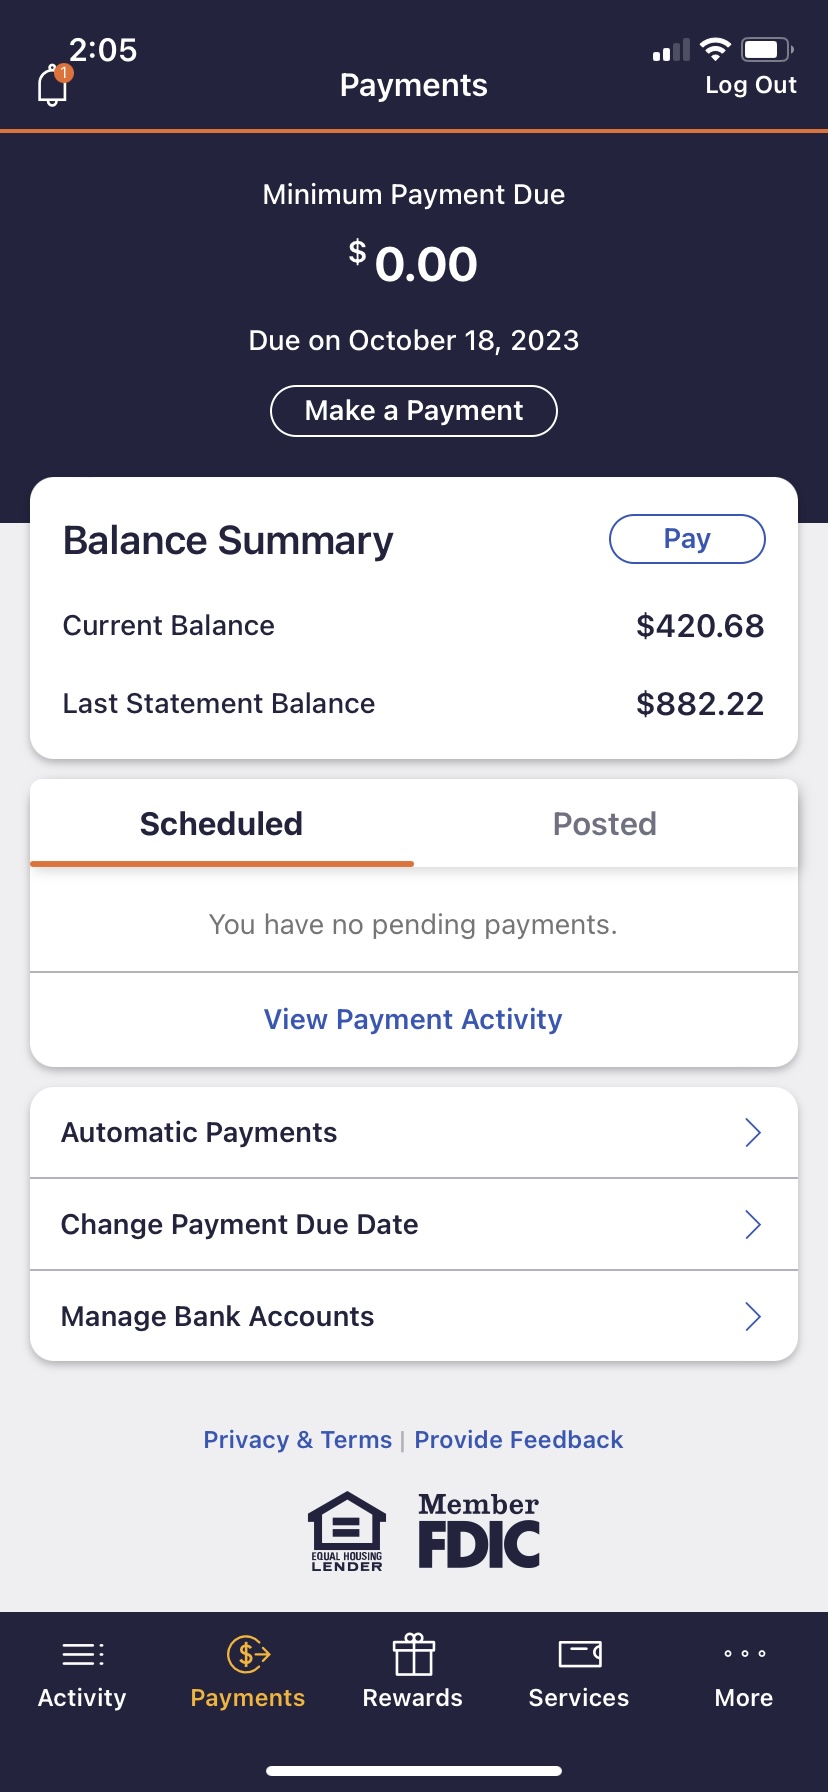 2:05
1
Payments
Log Out
Minimum Payment Due
$ 0.00
Due on October 18, 2023
Make a Payment
Balance Summary
Pay
Current Balance
$420.68
Last Statement Balance
$882.22
Scheduled
Posted
You have no pending payments.
View Payment Activity
Automatic Payments
Change Payment Due Date
Manage Bank Accounts
Privacy & Terms | Provide Feedback
EQUAL HOUSING
LENDER
Member
FDIC
Activity
Payments
Rewards
Services
More